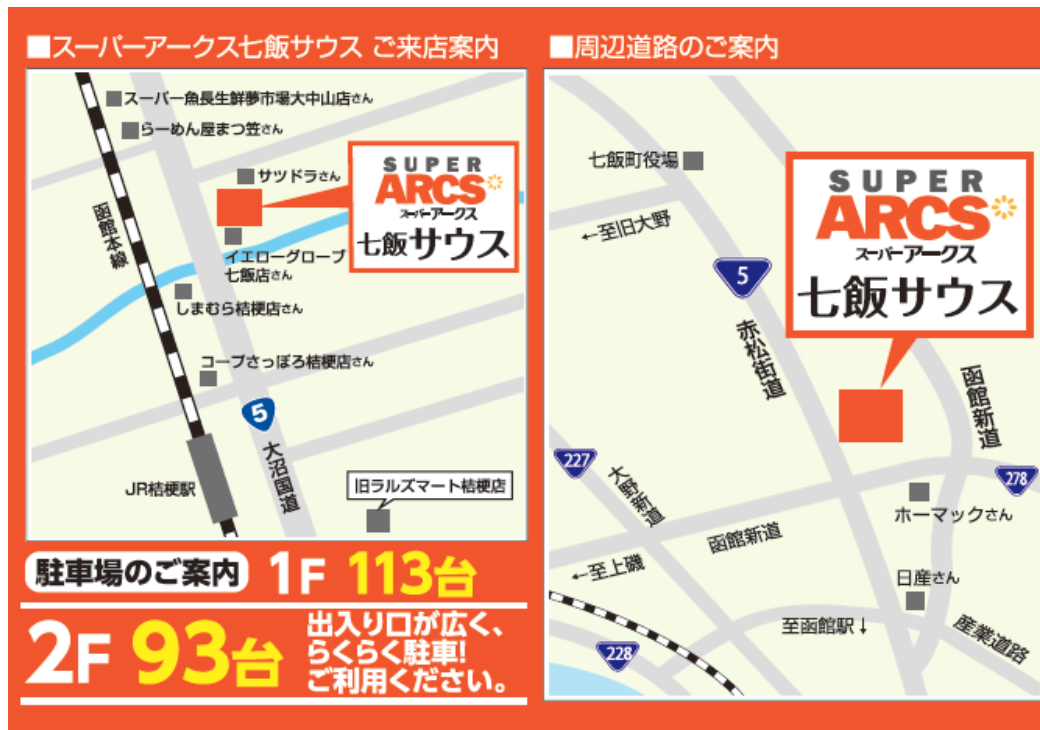 ■スーパーアークス七飯サウス ご来店案内
スーパー魚長生鮮夢市場大中山店さん
らーめん屋まつ笠さん
サツドラさん
SUPER
ARCS
スーパーアークス
七飯サウス
函館本線
イエローグローブ
七飯店さん
しまむら桔梗店さん
コープさっぽろ桔梗店さん
5
大沼国道
JR桔梗駅
旧ラルズマート桔梗店
駐車場のご案内 1F 113台
2F 93台
出入り口が広く、
らくらく駐車!
ご利用ください。
■周辺道路のご案内
七飯町役場
←至旧大野
SUPER
ARCS
スーパーアークス
七飯サウス
5
赤松街道
函館新道
227
大野新道
278
ホーマックさん
函館新道
←至上磯
日産さん
至函館駅↓
産業道路
228